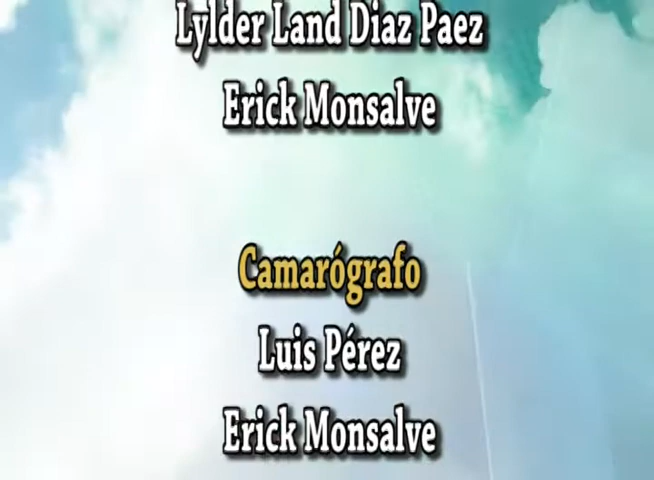 Lylder Land Diaz Paez
Erick Monsalve
Camarógrafo
Luis Pérez
Erick Monsalve